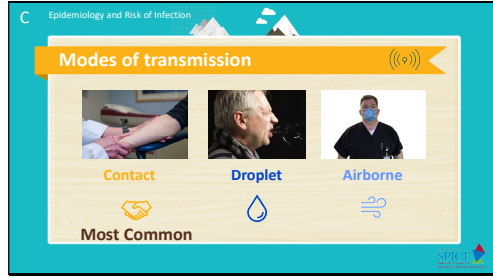 C
Epidemiology and Risk of Infection
Modes of transmission
Contact
Droplet
Airborne
Most Common
SPICE